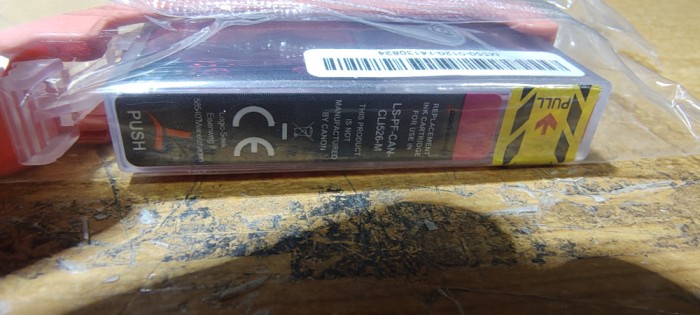 PULL
REPLACEMENT
INK CARTRIDGE
FOR USE IN
LS-PF-CAN-
CLI526-M
THIS PRODUCT
IS NOT
MANUFACTURED
BY CANON
CE
PUSH